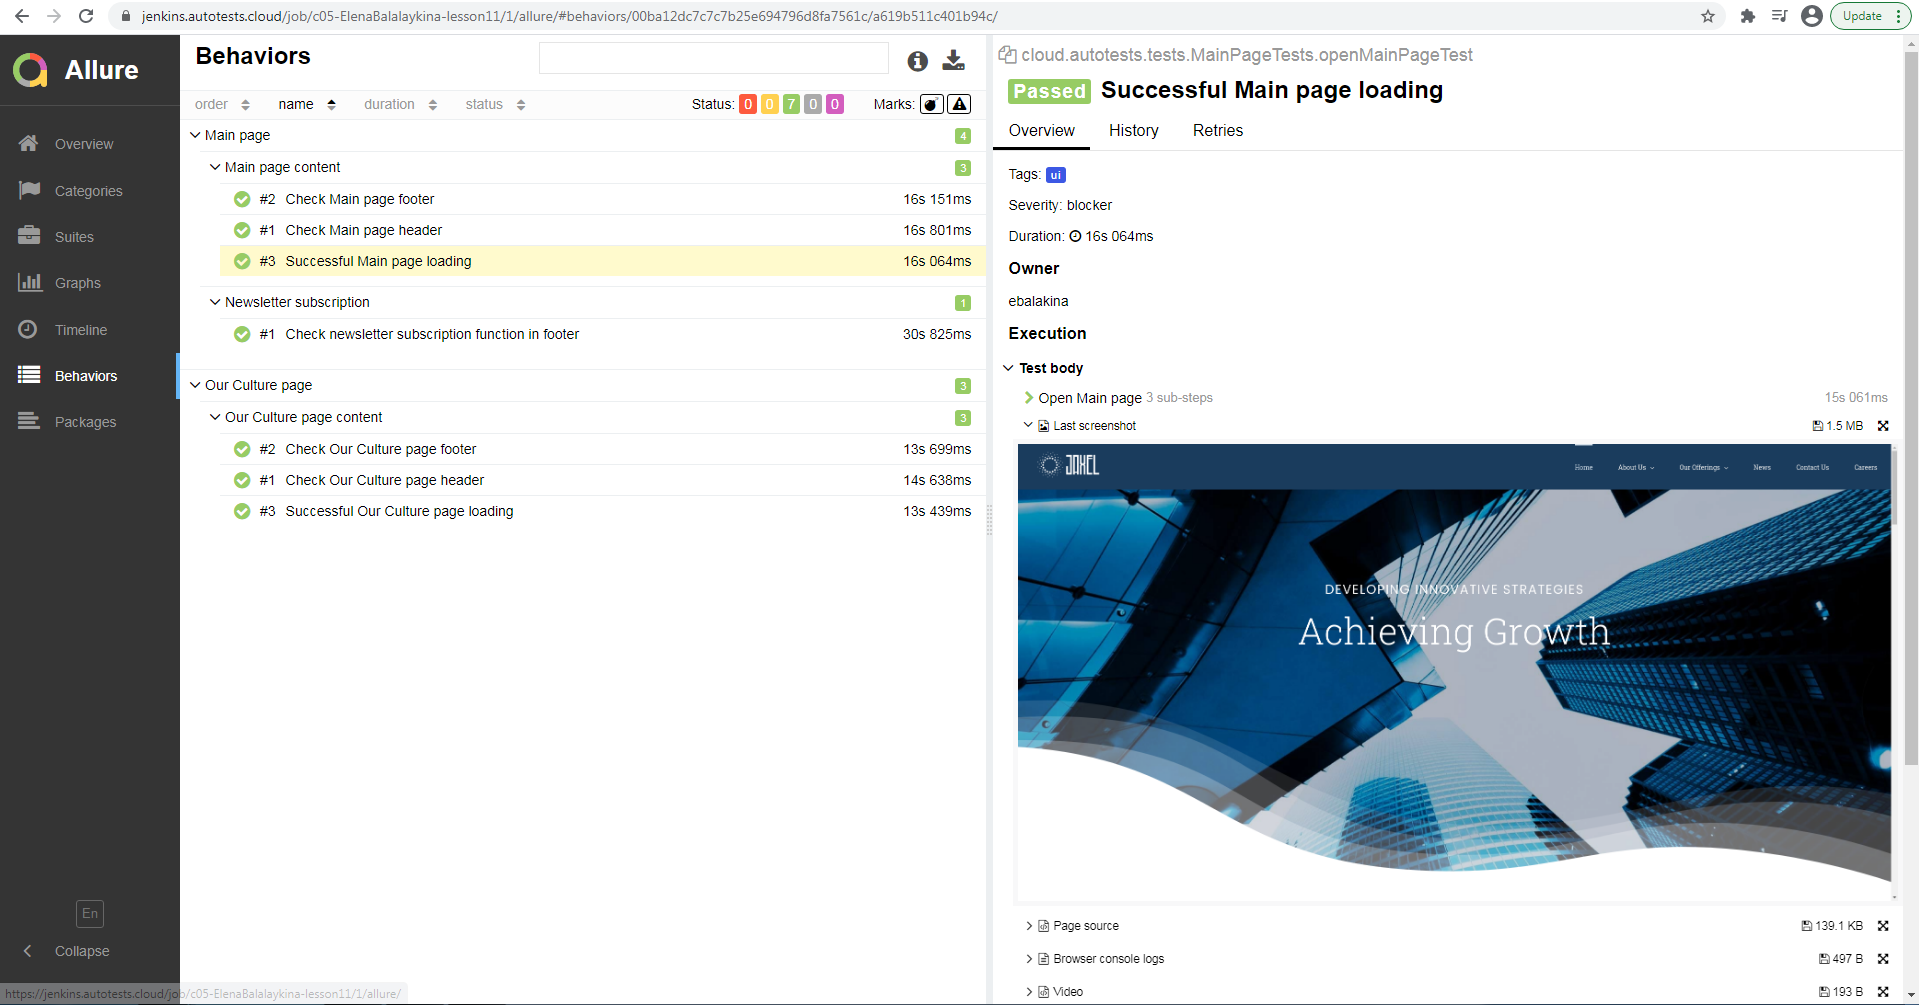 jenkins.autotests.cloud/job/c05-ElenaBalalaykina-lesson11/1/allure/#behaviors/00ba12dc7c7c7b25e694796d8fa7561c/a619b511c401b94c/
Update
Allure
Overview
Categories
Suites
Graphs
Timeline
Behaviors
Packages
En
Collapse
https://jenkins.autotests.cloud/job/c05-ElenaBalalaykina-lesson11/1/allure/
Behaviors
order name duration status Status: 0 0 7 0 0 Marks:
Main page 4
Main page content 3
#2 Check Main page footer 16s 151ms
#1 Check Main page header 16s 801ms
#3 Successful Main page loading 16s 064ms
Newsletter subscription 1
#1 Check newsletter subscription function in footer 30s 825ms
Our Culture page 3
Our Culture page content 3
#2 Check Our Culture page footer 13s 699ms
#1 Check Our Culture page header 14s 638ms
#3 Successful Our Culture page loading 13s 439ms
cloud.autotests.tests.MainPageTests.openMainPageTest
Passed Successful Main page loading
Overview History Retries
Tags: ui
Severity: blocker
Duration: 16s 064ms
Owner
ebalakina
Execution
Test body
Open Main page 3 sub-steps 15s 061ms
Last screenshot 1.5 MB
JAXEL Home About Us Our Offerings News Contact Us Careers
DEVELOPING INNOVATIVE STRATEGIES
Achieving Growth
Page source 139.1 KB
Browser console logs 497 B
Video 193 B